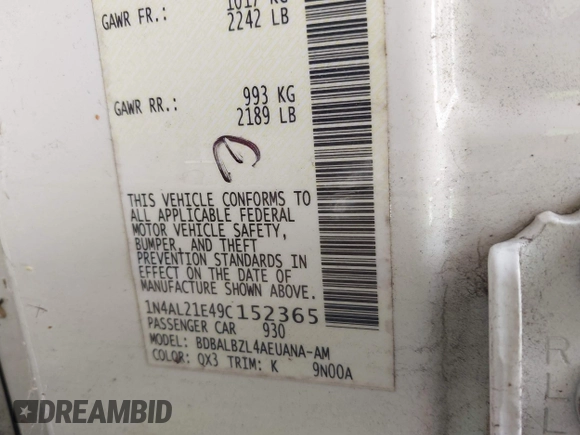 GAWR FR.: 1017 KG
2242 LB
GAWR RR.: 993 KG
2189 LB
THIS VEHICLE CONFORMS TO
ALL APPLICABLE FEDERAL
MOTOR VEHICLE SAFETY,
BUMPER, AND THEFT
PREVENTION STANDARDS IN
EFFECT ON THE DATE OF
MANUFACTURE SHOWN ABOVE.
1N4AL21E49C152365
PASSENGER CAR 930
MODEL: BDBALBZL4AEUANA-AM
COLOR: QX3 TRIM: K 9N00A
DREAMBID